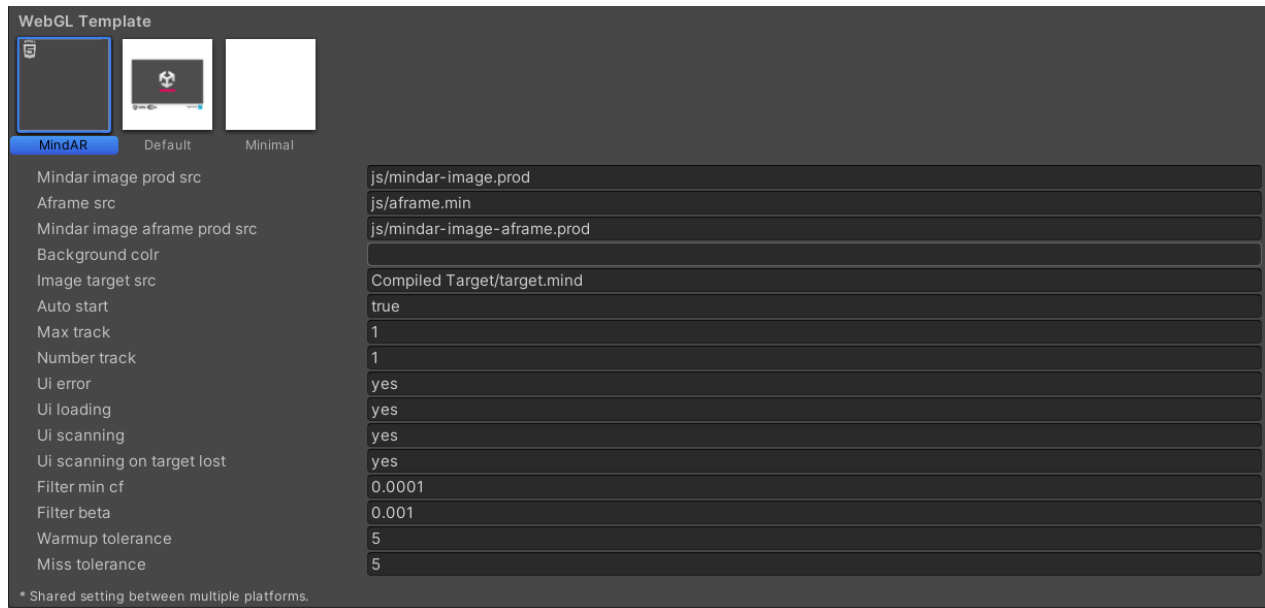 WebGL Template
MindAR Default Minimal
Mindar image prod src js/mindar-image.prod
Aframe src js/aframe.min
Mindar image aframe prod src js/mindar-image-aframe.prod
Background colr
Image target src Compiled Target/target.mind
Auto start true
Max track 1
Number track 1
Ui error yes
Ui loading yes
Ui scanning yes
Ui scanning on target lost yes
Filter min cf 0.0001
Filter beta 0.001
Warmup tolerance 5
Miss tolerance 5
* Shared setting between multiple platforms.